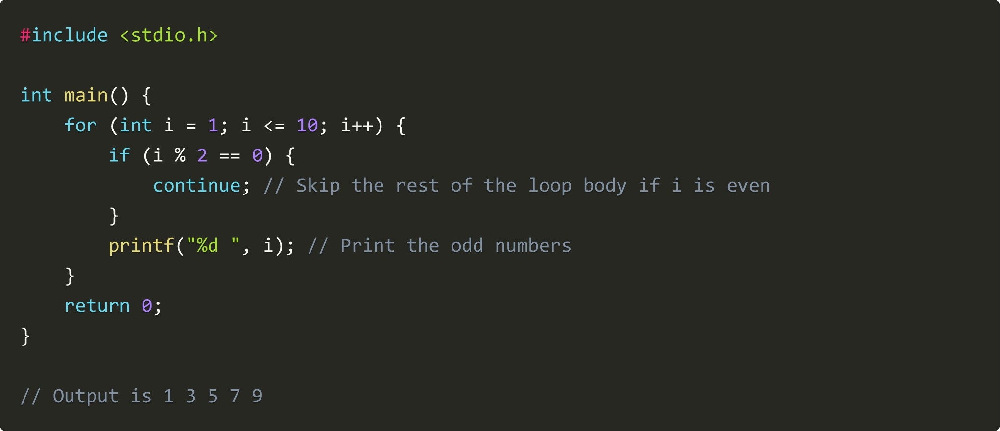 #include <stdio.h>
int main() {
    for (int i = 1; i <= 10; i++) {
        if (i % 2 == 0) {
            continue; // Skip the rest of the loop body if i is even
        }
        printf("%d ", i); // Print the odd numbers
    }
    return 0;
}
// Output is 1 3 5 7 9